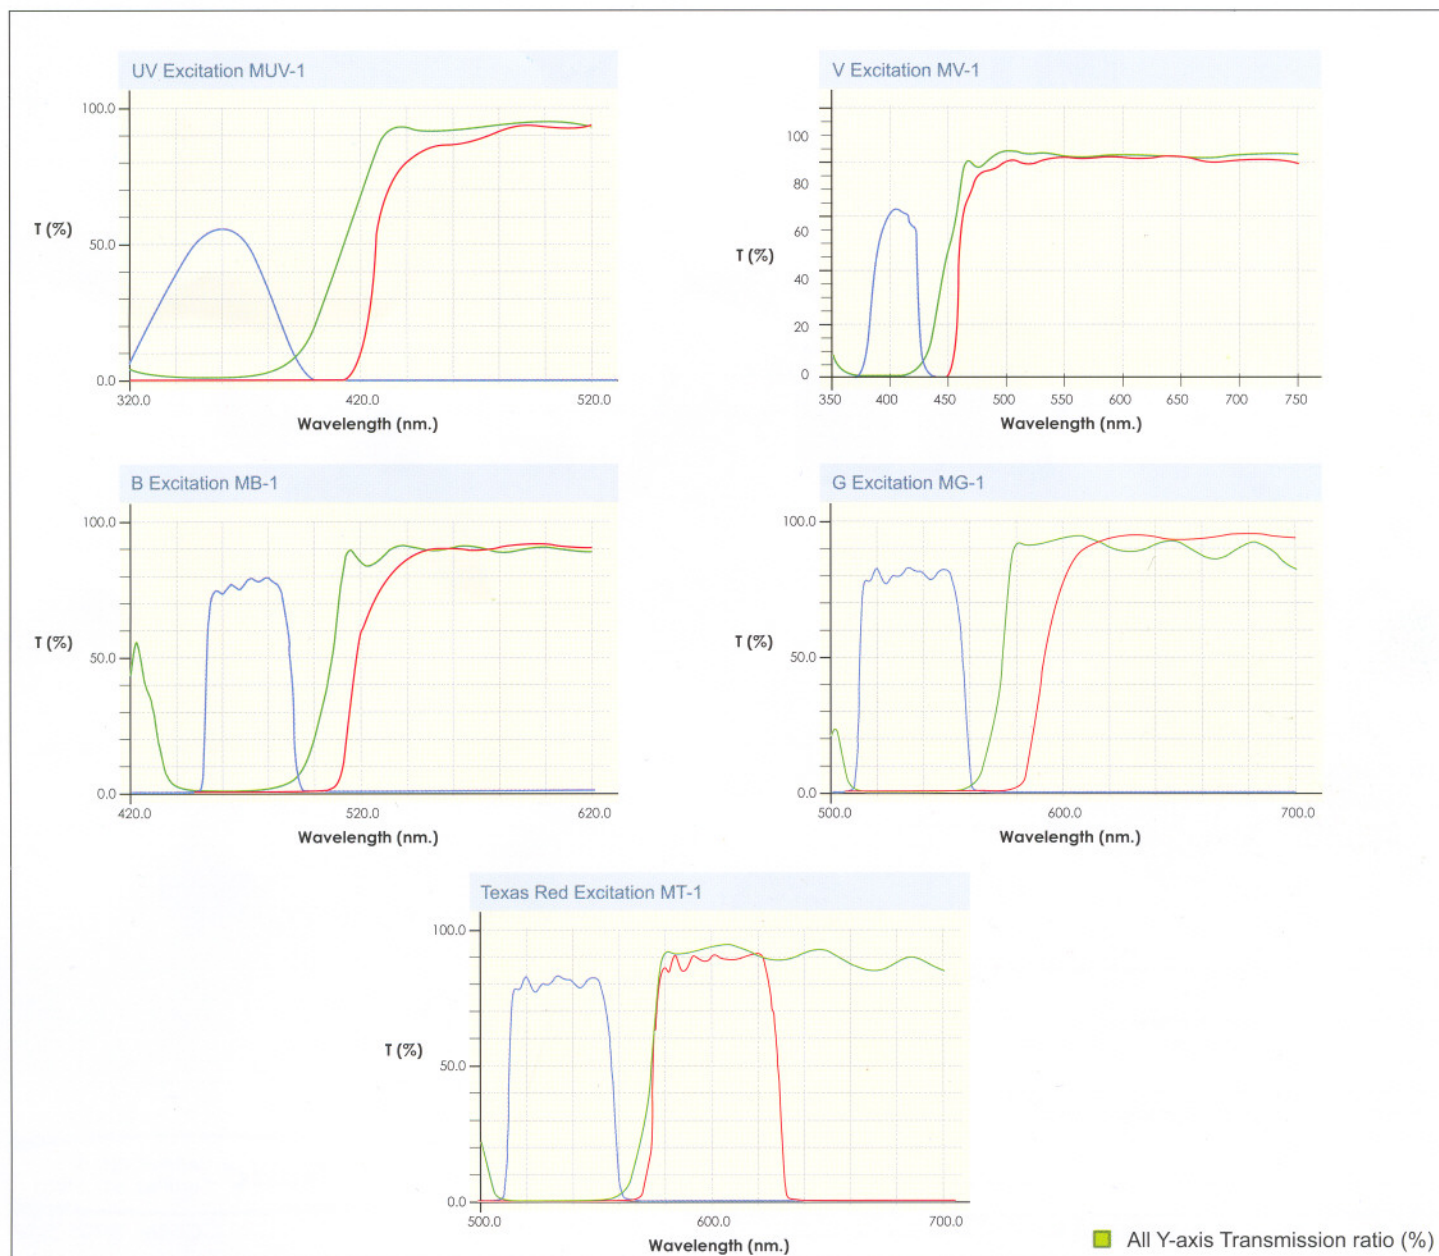 UV Excitation MUV-1
100.0
T (%)
50.0
0.0
320.0 420.0 520.0
Wavelength (nm.)
V Excitation MV-1
100
80
60
T (%)
40
20
0
350 400 450 500 550 600 650 700 750
Wavelength (nm.)
B Excitation MB-1
100.0
T (%)
50.0
0.0
420.0 520.0 620.0
Wavelength (nm.)
G Excitation MG-1
100.0
T (%)
50.0
0.0
500.0 600.0 700.0
Wavelength (nm.)
Texas Red Excitation MT-1
100.0
T (%)
50.0
0.0
500.0 600.0 700.0
Wavelength (nm.)
All Y-axis Transmission ratio (%)